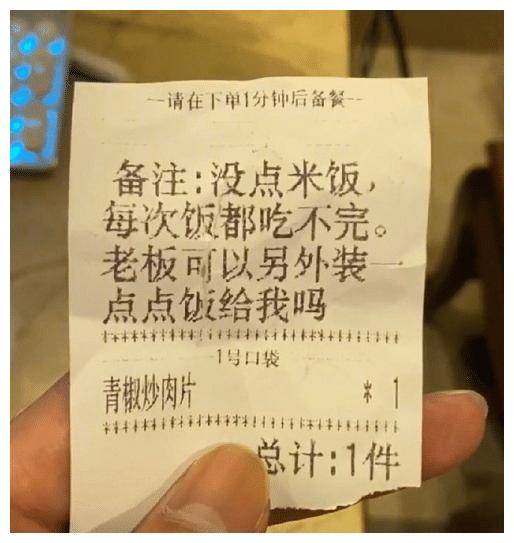 --请在下单1分钟后备餐--
备注:没点米饭,
每次饭都吃不完。
老板可以另外装一
点点饭给我吗
1号口袋
青椒炒肉片 * 1
总计:1件